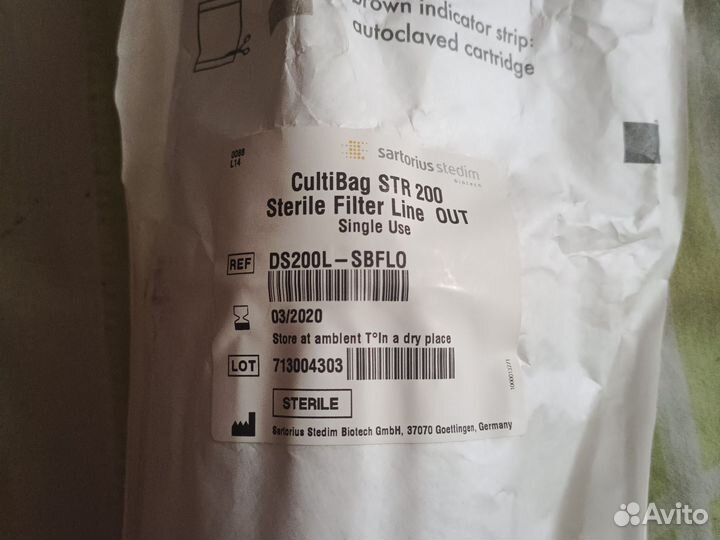 brown indicator strip:
autoclaved cartridge
0088
L14
sartorius stedim
biotech
CultiBag STR 200
Sterile Filter Line OUT
Single Use
REF DS200L-SBFLO
03/2020
Store at ambient T°In a dry place
LOT 713004303
STERILE
Sartorius Stedim Biotech GmbH, 37070 Goettingen, Germany
Avito